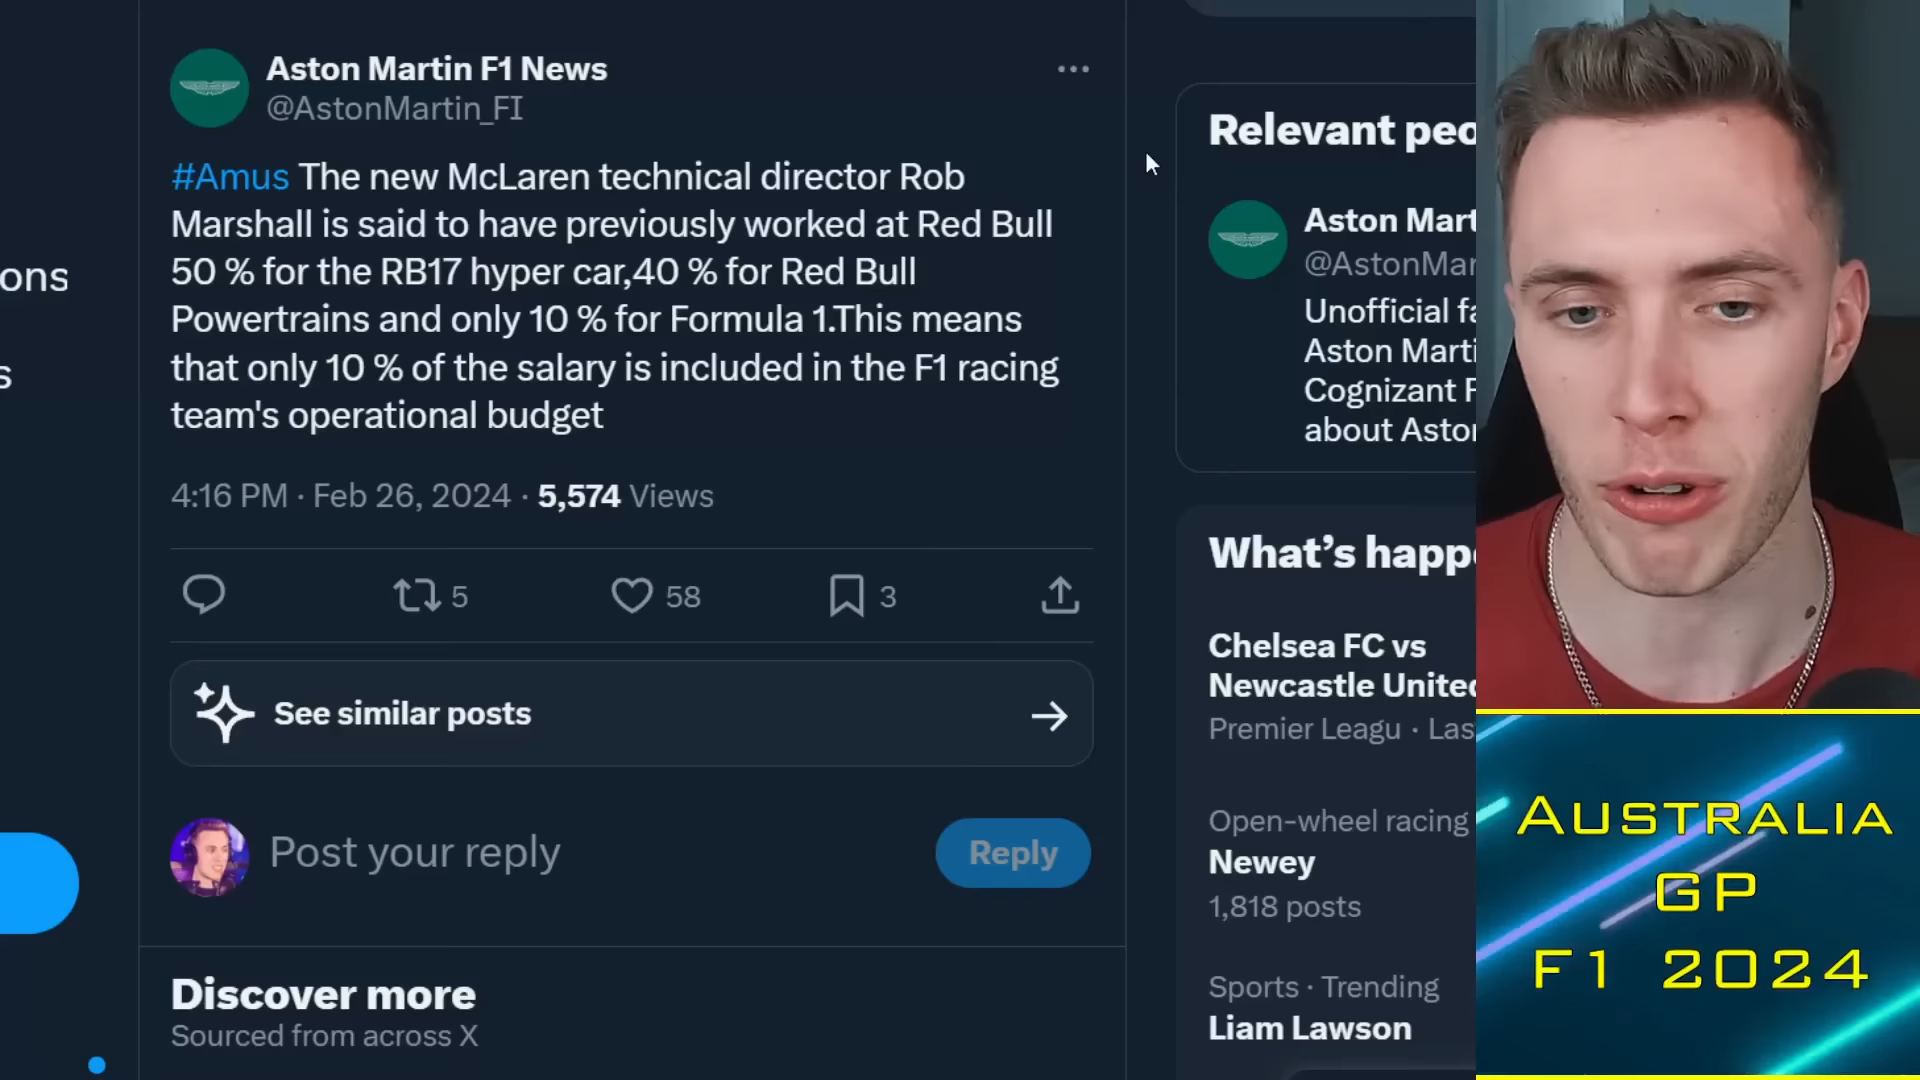 ons
s
Aston Martin F1 News
@AstonMartin_FI
#Amus The new McLaren technical director Rob
Marshall is said to have previously worked at Red Bull
50 % for the RB17 hyper car,40 % for Red Bull
Powertrains and only 10 % for Formula 1.This means
that only 10 % of the salary is included in the F1 racing
team's operational budget
4:16 PM · Feb 26, 2024 · 5,574 Views
5
58
3
See similar posts
Post your reply
Reply
Discover more
Sourced from across X
Relevant peo
Aston Mart
@AstonMar
Unofficial fa
Aston Marti
Cognizant F
about Aston
What's happe
Chelsea FC vs
Newcastle United
Premier Leagu · Las
Open-wheel racing
Newey
1,818 posts
Sports · Trending
Liam Lawson
AUSTRALIA
GP
F1 2024